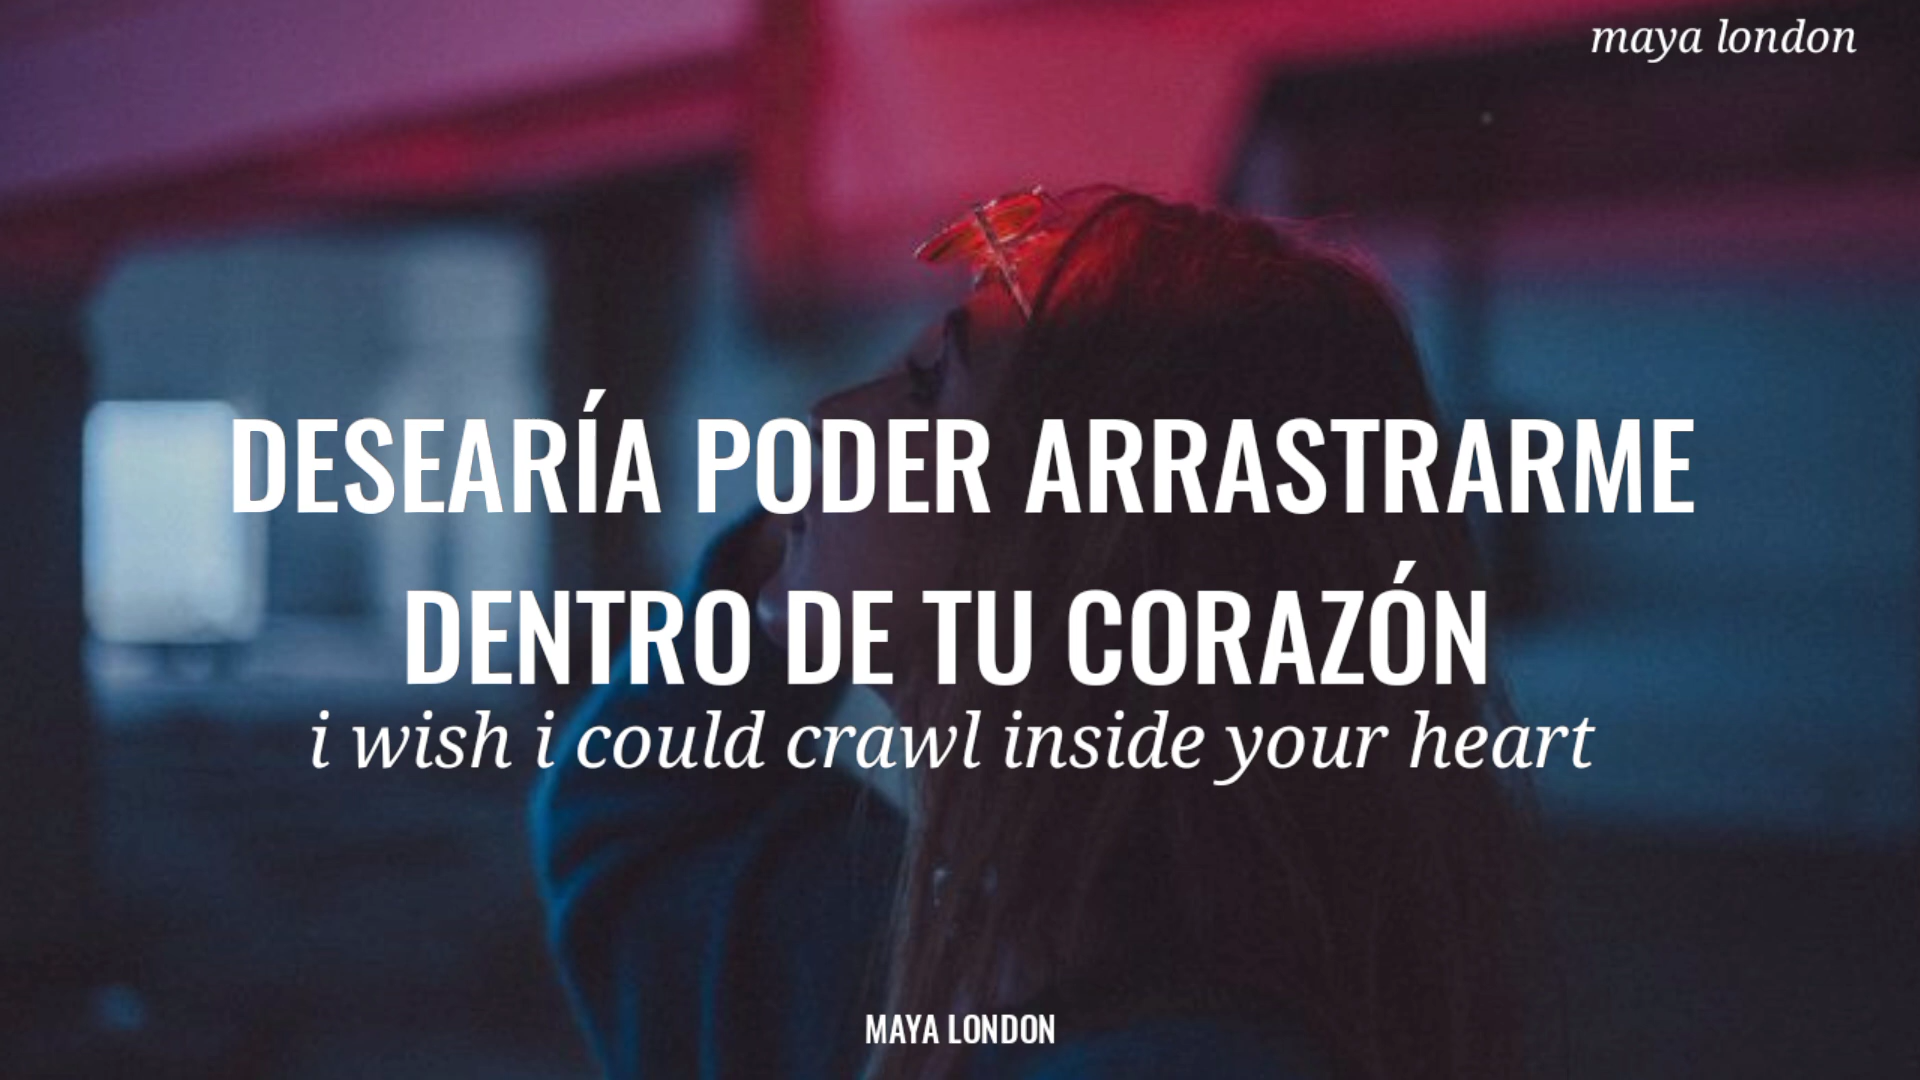 maya london
DESEARÍA PODER ARRASTRARME
DENTRO DE TU CORAZÓN
i wish i could crawl inside your heart
MAYA LONDON